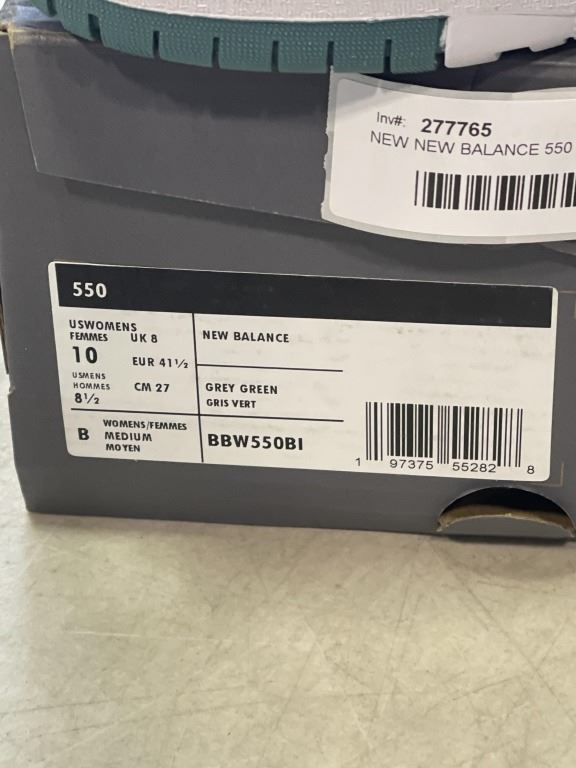 Inv#: 277765
NEW NEW BALANCE 550
550
USWOMENS
FEMMES UK 8
10
EUR 41½
USMENS
HOMMES CM 27
8½
NEW BALANCE
GREY GREEN
GRIS VERT
B WOMENS/FEMMES
MEDIUM
MOYEN
BBW550BI
1 97375 55282 8